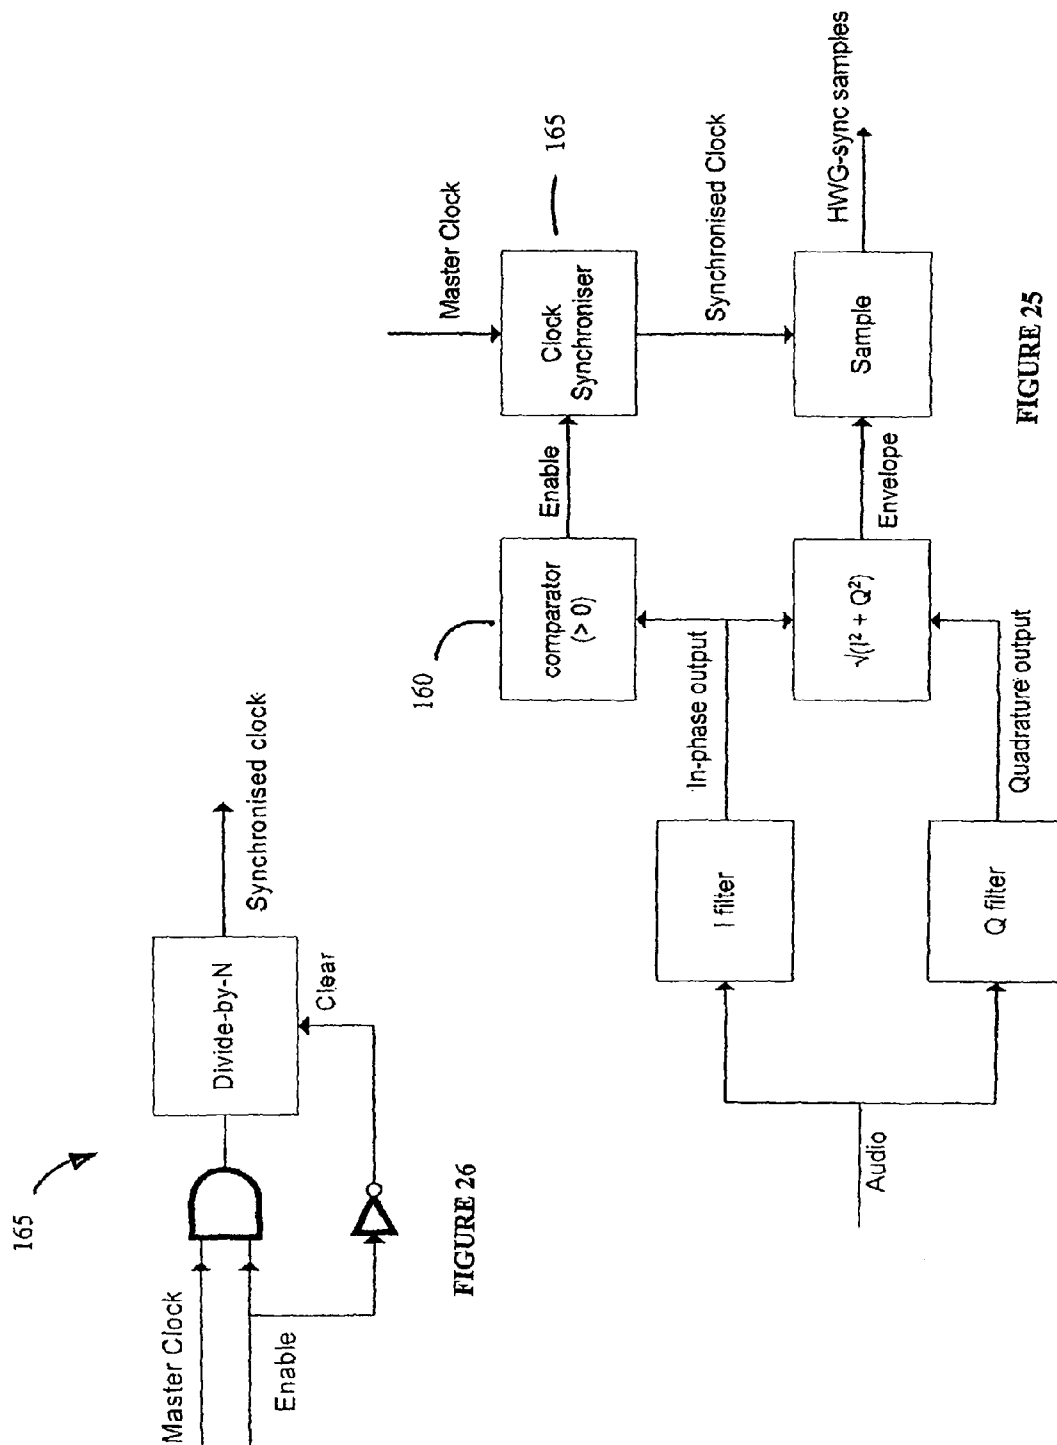 165
Master Clock
Enable
Divide-by-N
Clear
Synchronised clock
FIGURE 26
Audio
I filter
Q filter
In-phase output
Quadrature output
160
comparator
(> 0)
√(I² + Q²)
Enable
Envelope
Master Clock
Clock
Synchroniser
165
Synchronised Clock
Sample
HWG-sync samples
FIGURE 25